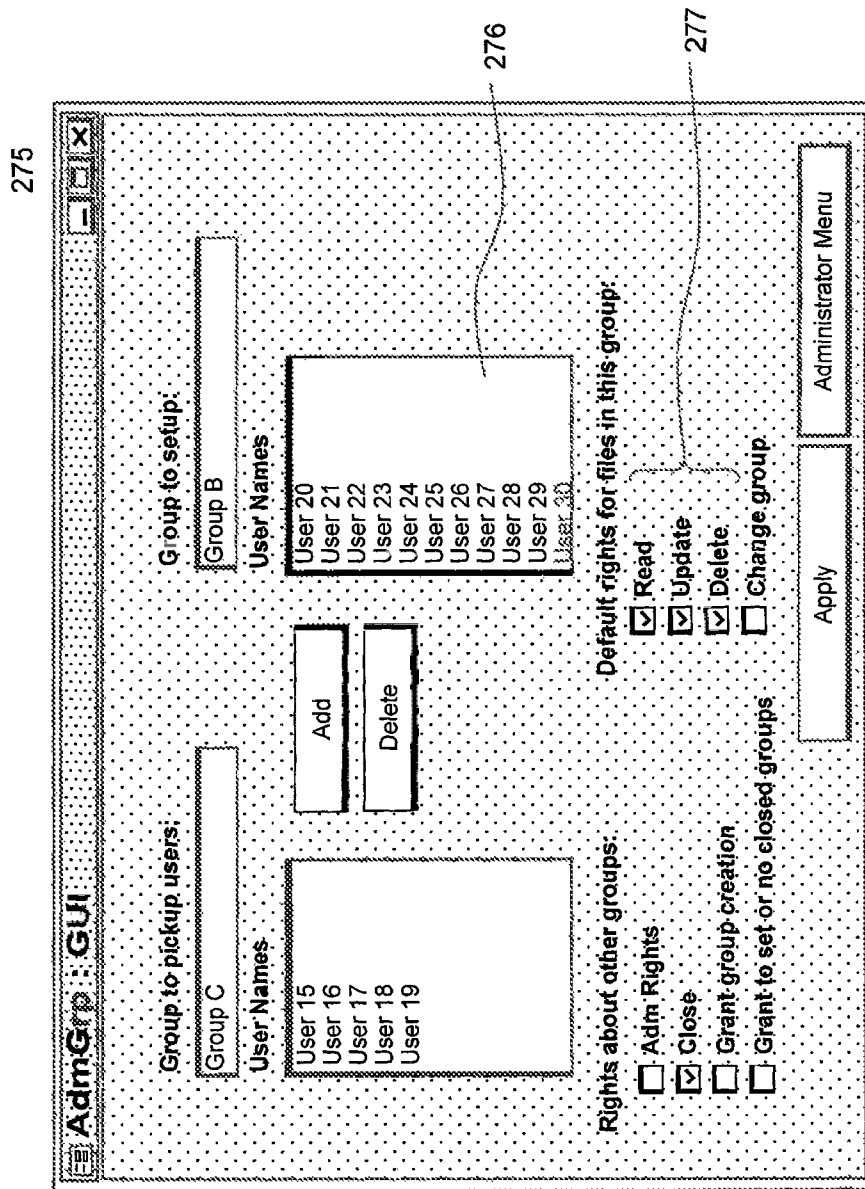 275
AdmGrp : GUI
Group to pickup users:
Group C
User Names
User 15
User 16
User 17
User 18
User 19
Add
Delete
Group to setup:
Group B
User Names
User 20
User 21
User 22
User 23
User 24
User 25
User 26
User 27
User 28
User 29
User 30
276
Rights about other groups:
Adm Rights
Close
Grant group creation
Grant to set or no closed groups
Default rights for files in this group:
Read
Update
Delete
Change group
277
Apply
Administrator Menu